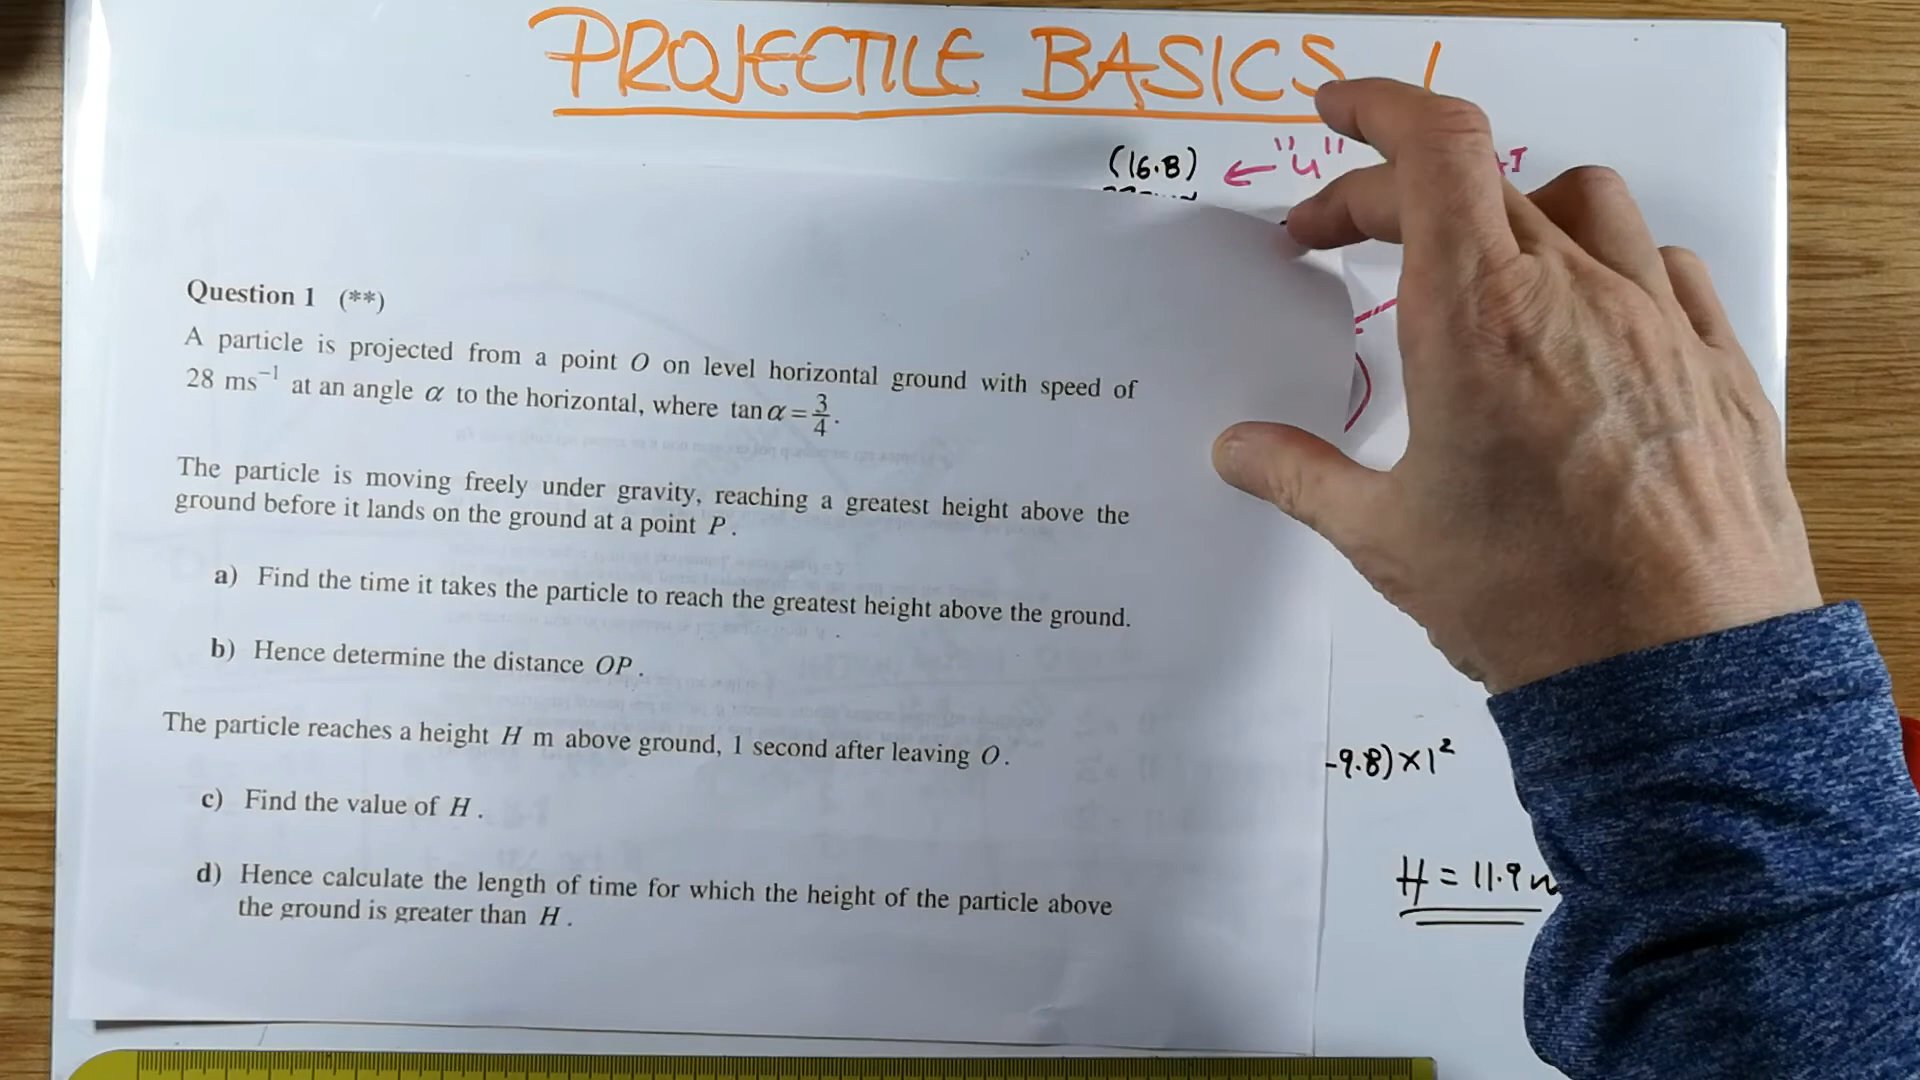 PROJECTILE BASICS 1
(16.8) ← "u"
Question 1 (**)
A particle is projected from a point O on level horizontal ground with speed of
28 ms⁻¹ at an angle α to the horizontal, where tan α = 3/4.
The particle is moving freely under gravity, reaching a greatest height above the
ground before it lands on the ground at a point P.
a) Find the time it takes the particle to reach the greatest height above the ground.
b) Hence determine the distance OP.
The particle reaches a height H m above ground, 1 second after leaving O.
-9.8)×1²
c) Find the value of H.
H = 11.9
d) Hence calculate the length of time for which the height of the particle above
the ground is greater than H.